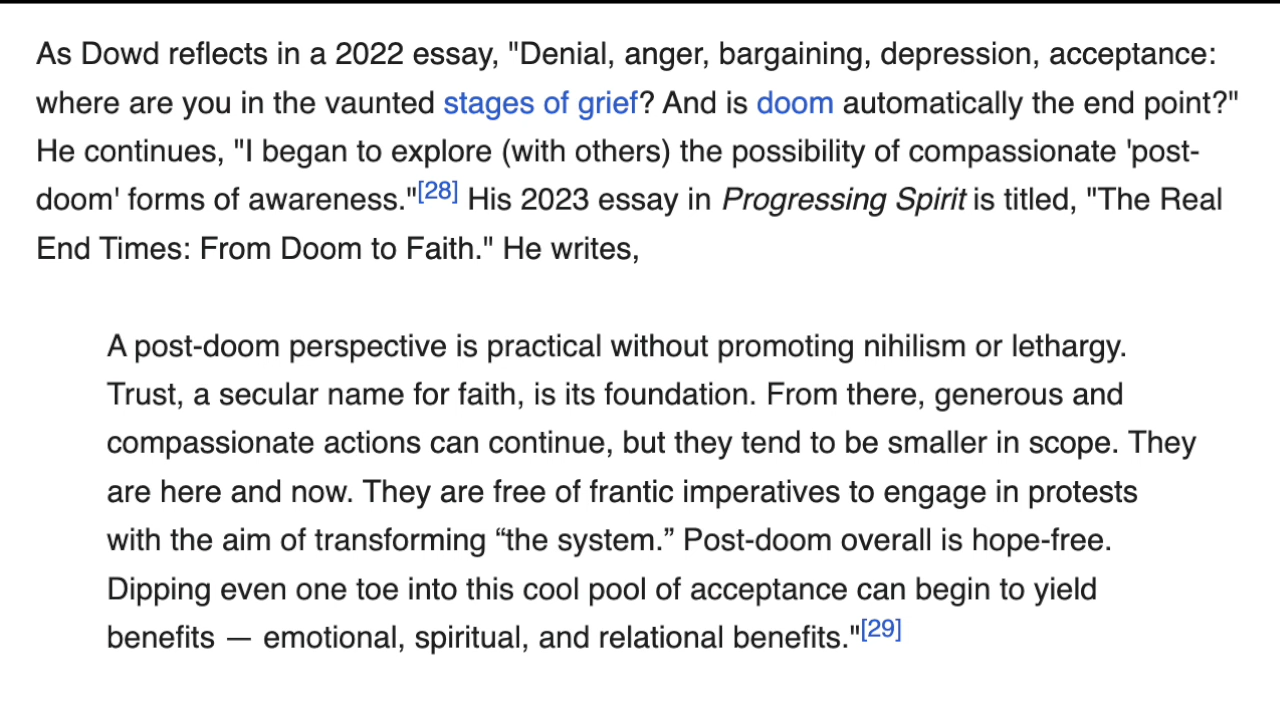 As Dowd reflects in a 2022 essay, "Denial, anger, bargaining, depression, acceptance:
where are you in the vaunted stages of grief? And is doom automatically the end point?"
He continues, "I began to explore (with others) the possibility of compassionate 'post-
doom' forms of awareness."[28] His 2023 essay in Progressing Spirit is titled, "The Real
End Times: From Doom to Faith." He writes,
A post-doom perspective is practical without promoting nihilism or lethargy.
Trust, a secular name for faith, is its foundation. From there, generous and
compassionate actions can continue, but they tend to be smaller in scope. They
are here and now. They are free of frantic imperatives to engage in protests
with the aim of transforming “the system.” Post-doom overall is hope-free.
Dipping even one toe into this cool pool of acceptance can begin to yield
benefits — emotional, spiritual, and relational benefits."[29]